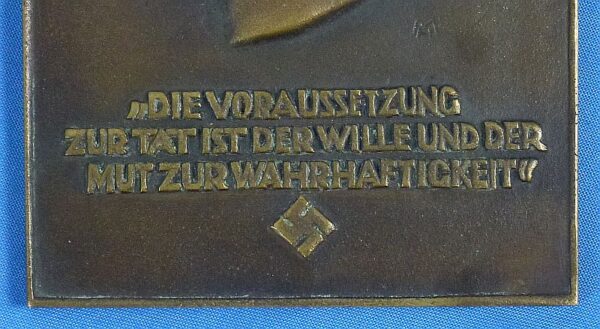 „DIE VORAUSSETZUNG
ZUR TAT IST DER WILLE UND DER
MUT ZUR WAHRHAFTIGKEIT“